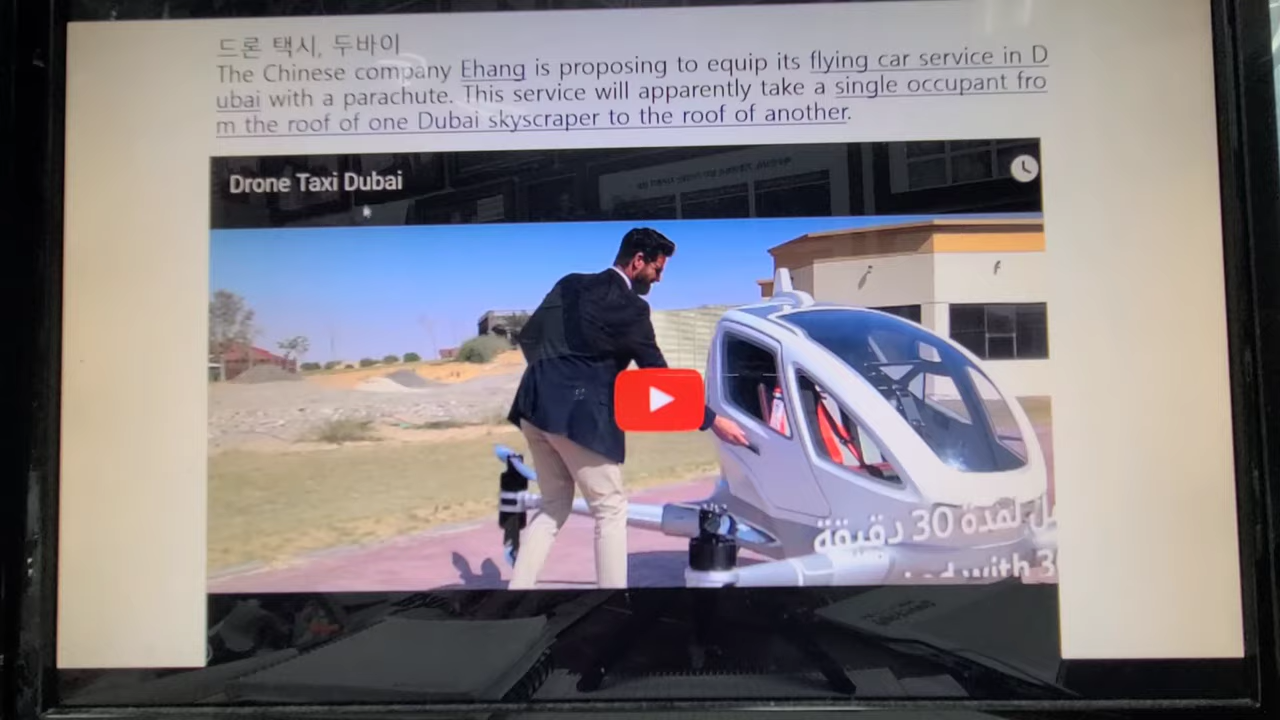 드론 택시, 두바이
The Chinese company Ehang is proposing to equip its flying car service in D
ubai with a parachute. This service will apparently take a single occupant fro
m the roof of one Dubai skyscraper to the roof of another.
Drone Taxi Dubai
لمدة 30 دقيقة
with 3